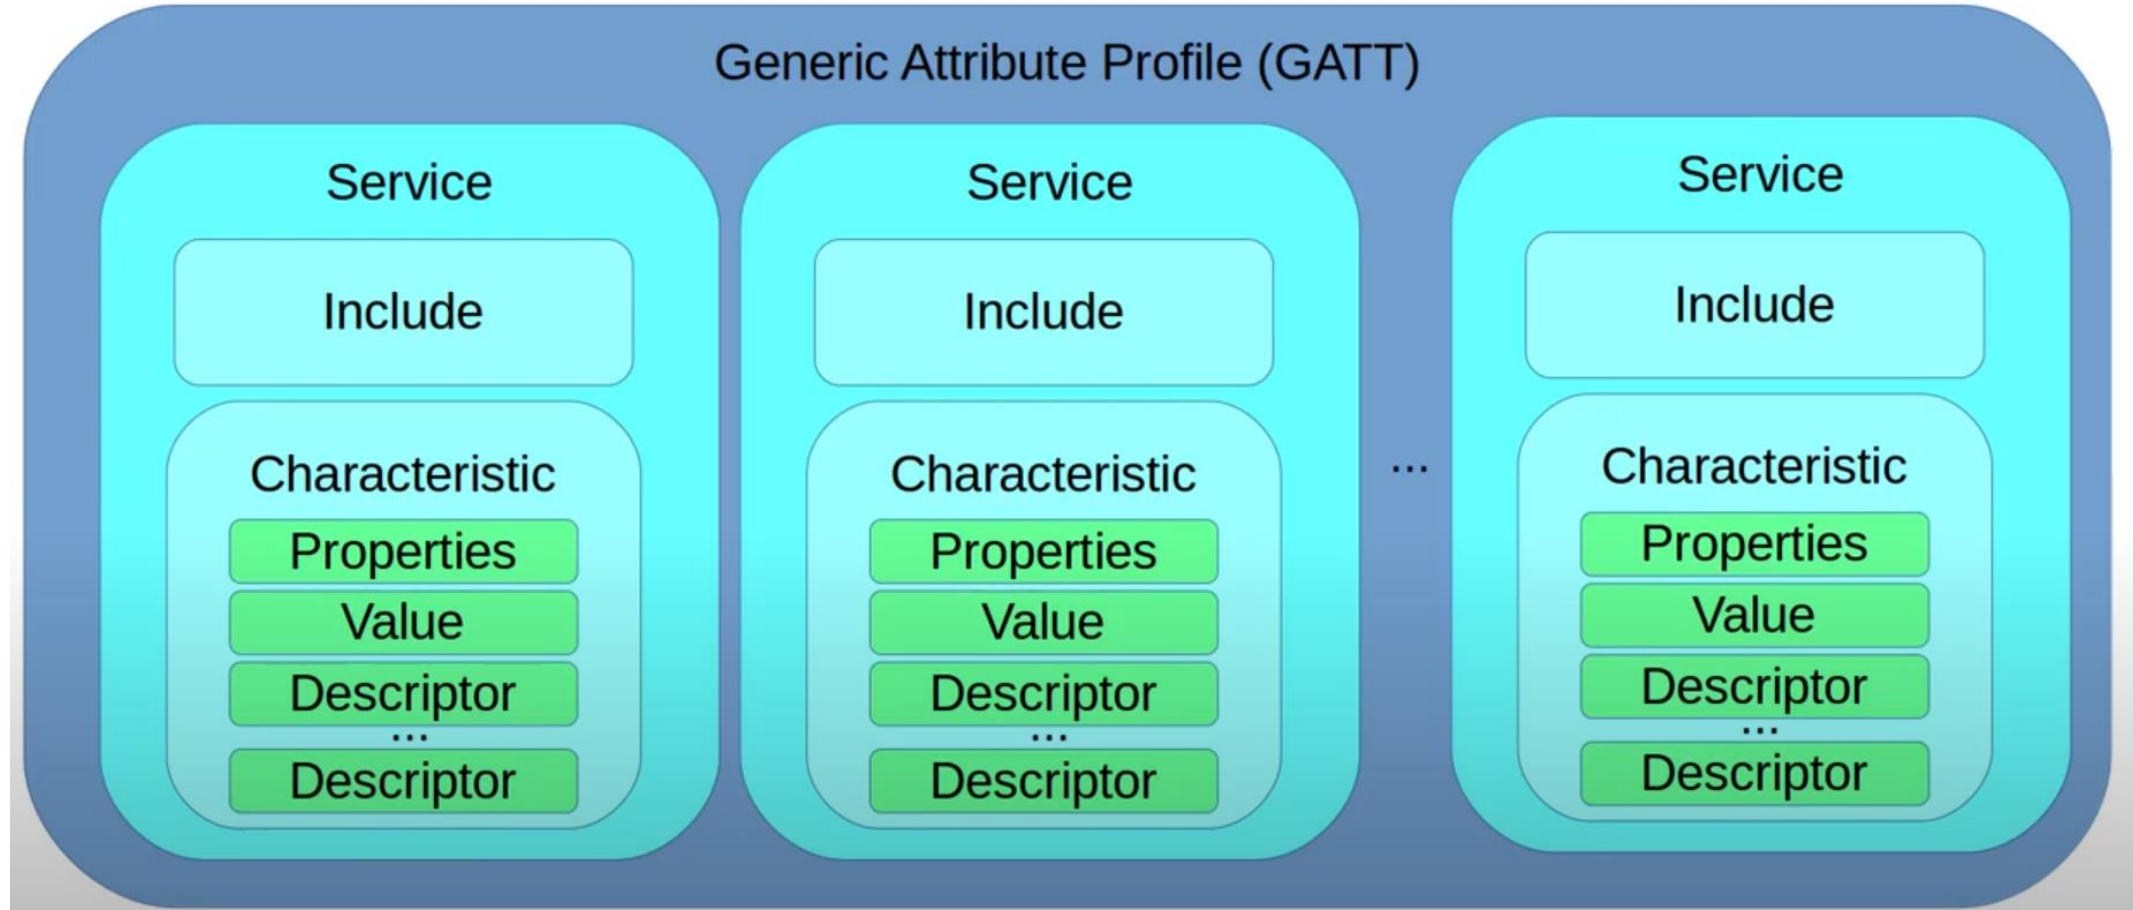 Generic Attribute Profile (GATT)
Service
Include
Characteristic
Properties
Value
Descriptor
...
Descriptor
Service
Include
Characteristic
Properties
Value
Descriptor
...
Descriptor
...
Service
Include
Characteristic
Properties
Value
Descriptor
...
Descriptor